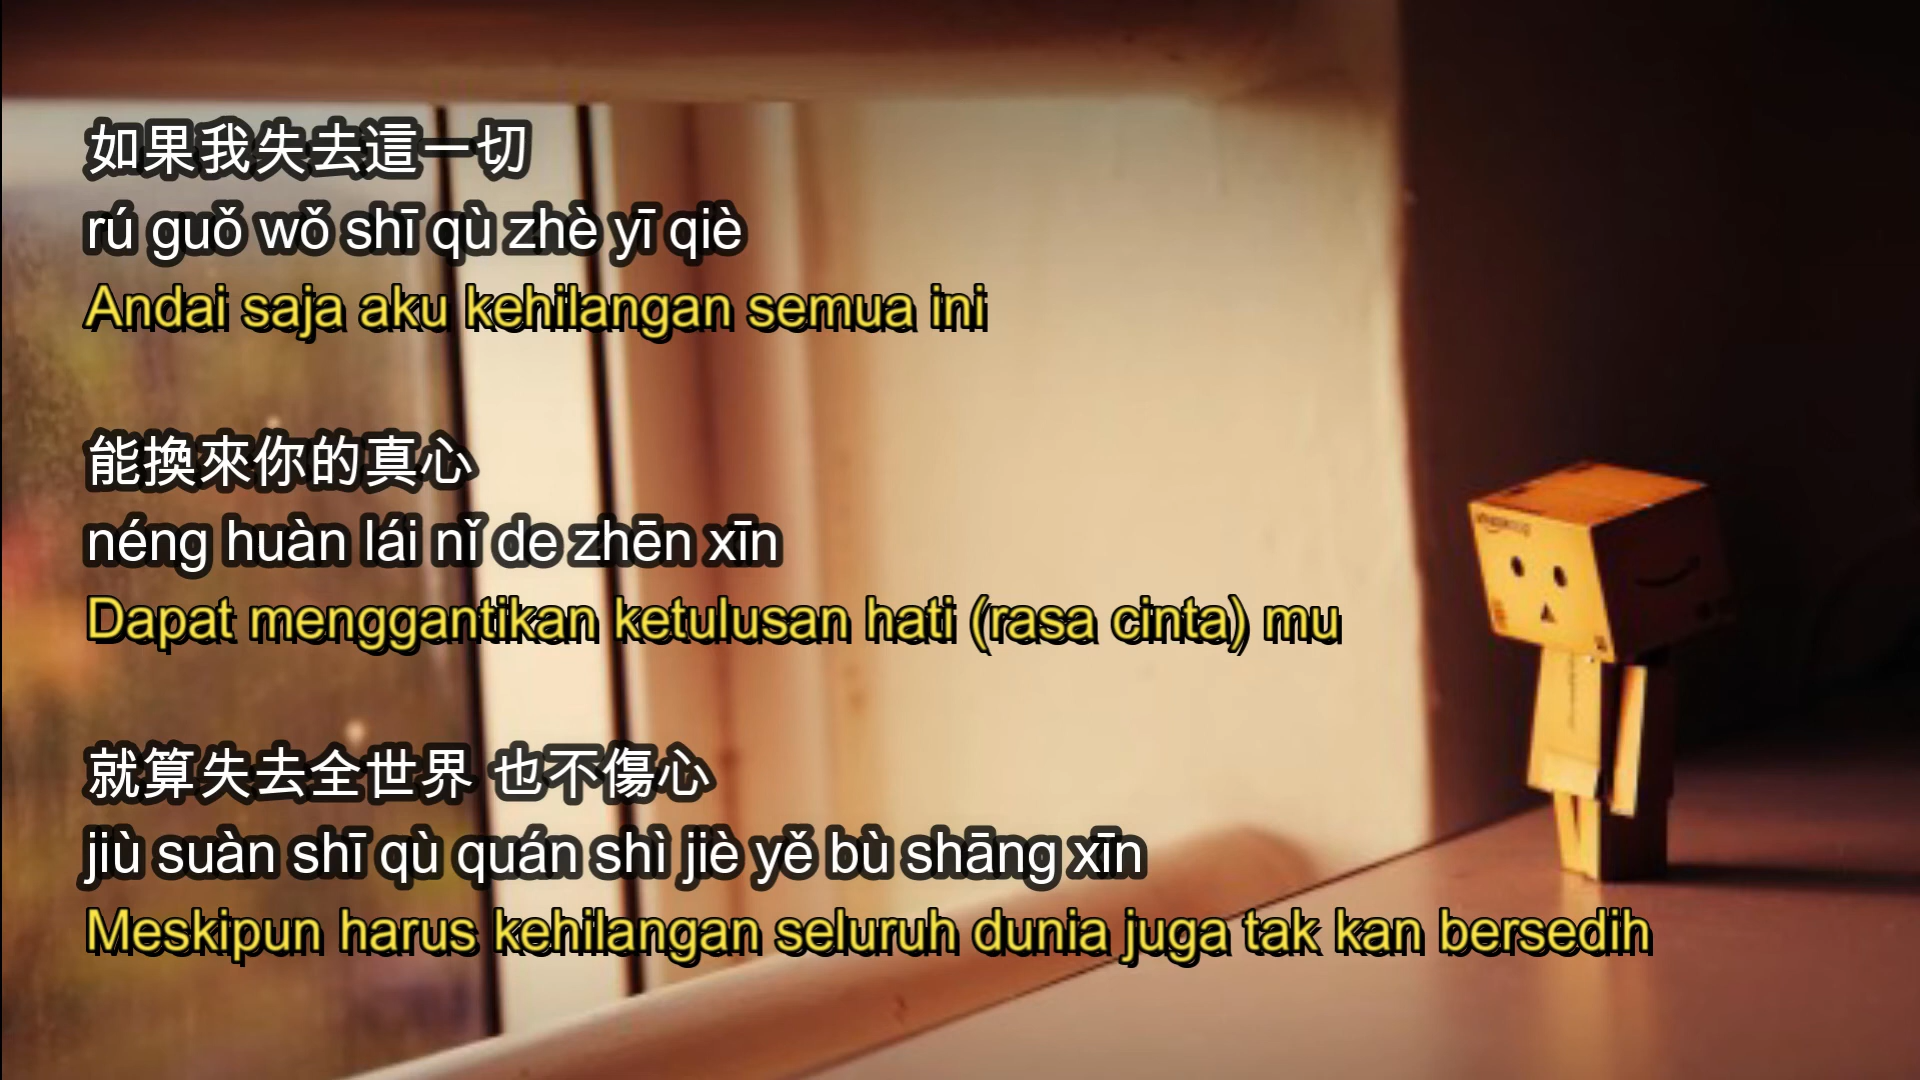 如果我失去這一切
rú guǒ wǒ shī qù zhè yī qiè
Andai saja aku kehilangan semua ini
能換來你的真心
néng huàn lái nǐ de zhēn xīn
Dapat menggantikan ketulusan hati (rasa cinta) mu
就算失去全世界 也不傷心
jiù suàn shī qù quán shì jiè yě bù shāng xīn
Meskipun harus kehilangan seluruh dunia juga tak kan bersedih